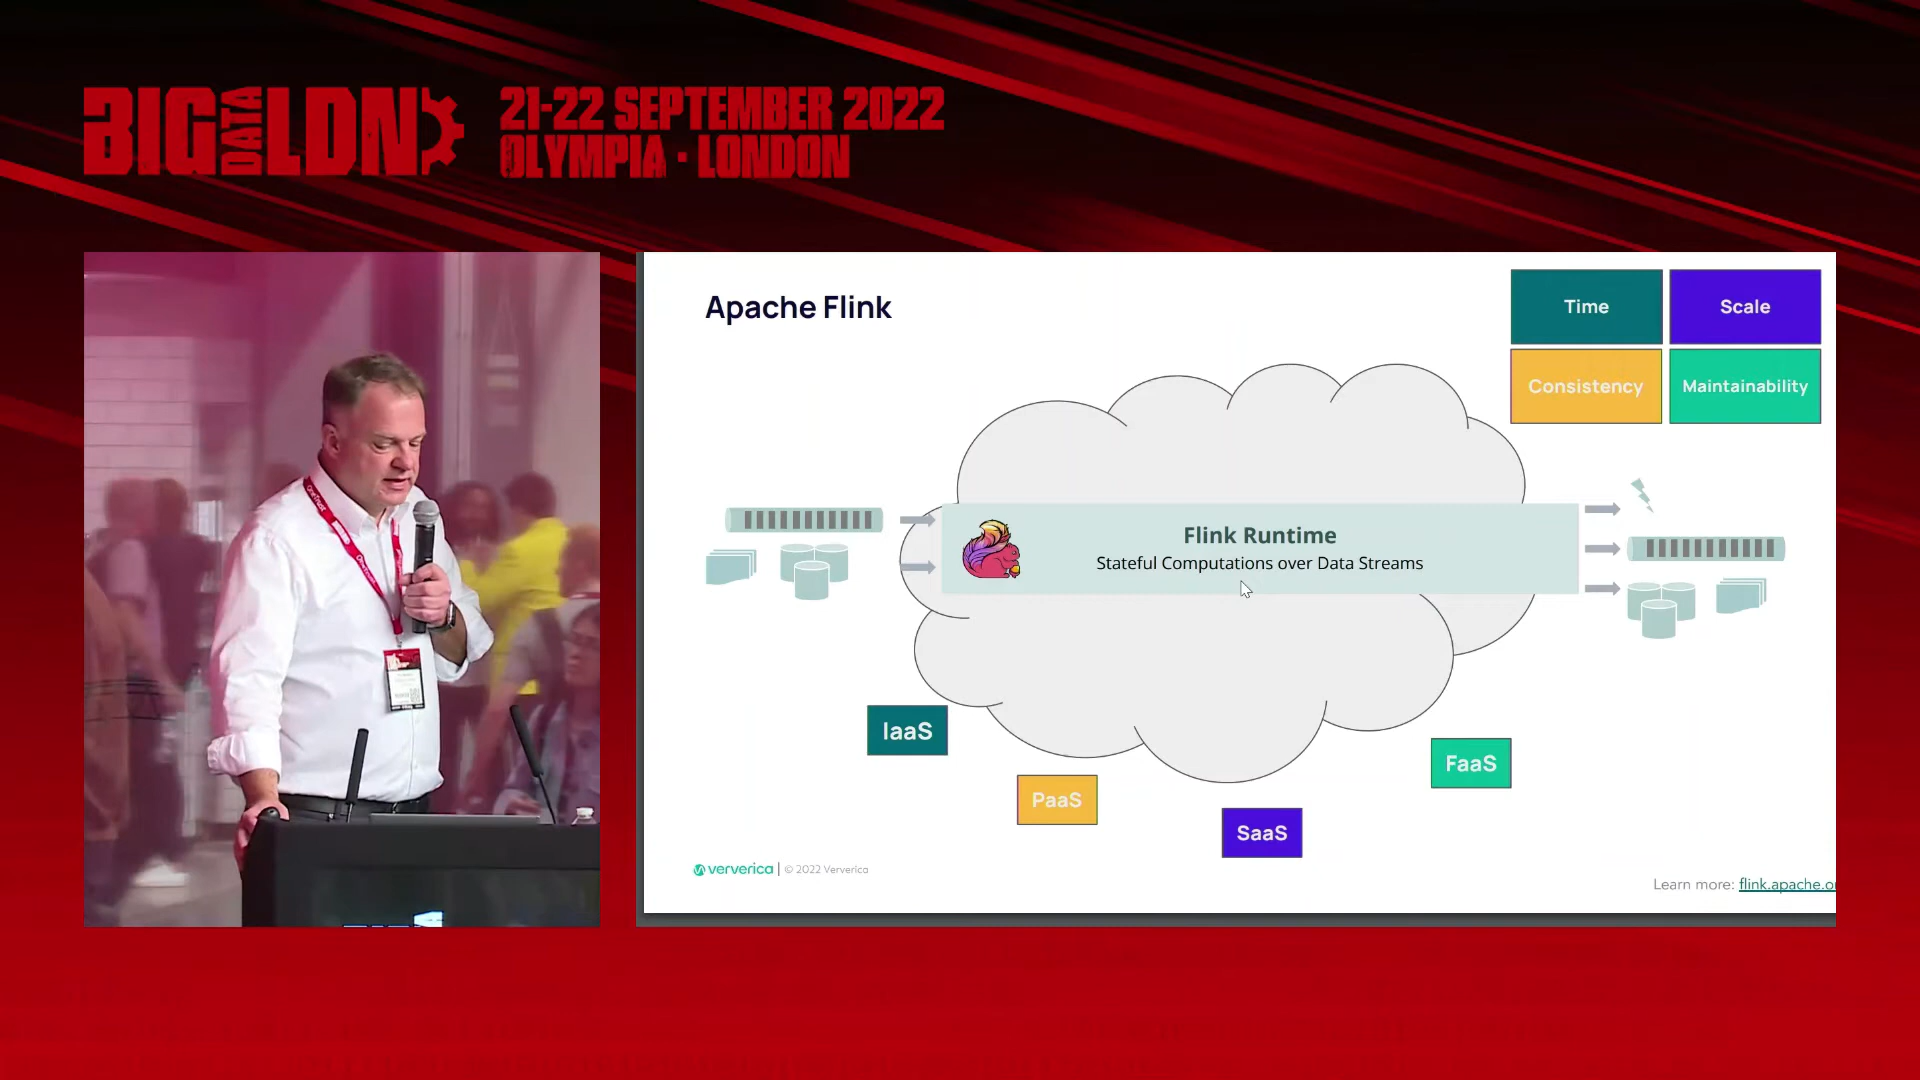 BIG DATA LDN
21-22 SEPTEMBER 2022
OLYMPIA · LONDON
Apache Flink
Time
Scale
Consistency
Maintainability
Flink Runtime
Stateful Computations over Data Streams
IaaS
PaaS
SaaS
FaaS
ververica | © 2022 Ververica
Learn more: flink.apache.o